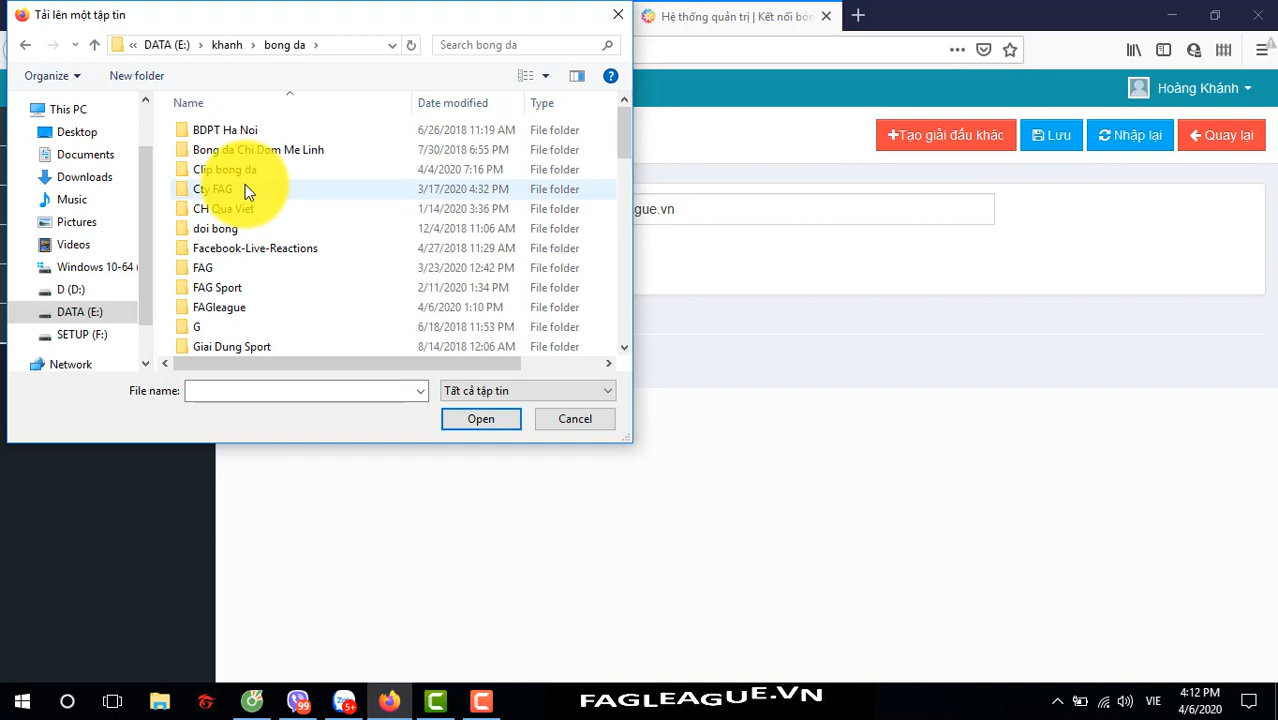 Tải lên một tập tin
Hệ thống quản trị | Kết nối bón
DATA (E:) khanh bong da
Search bong da
Organize New folder
Hoàng Khánh
This PC
Desktop
Documents
Downloads
Music
Pictures
Videos
Windows 10-64 (
D (D:)
DATA (E:)
SETUP (F:)
Network
Name Date modified Type
BDPT Ha Noi 6/26/2018 11:19 AM File folder
Bong da Chi Dom Me Linh 7/30/2018 6:55 PM File folder
Clip bong da 4/4/2020 7:16 PM File folder
Cty FAG 3/17/2020 4:32 PM File folder
CH Qua Viet 1/14/2020 3:36 PM File folder
doi bong 12/4/2018 11:06 AM File folder
Facebook-Live-Reactions 4/27/2018 11:29 AM File folder
FAG 3/23/2020 12:42 PM File folder
FAG Sport 2/11/2020 1:34 PM File folder
FAGleague 4/6/2020 1:10 PM File folder
G 6/18/2018 11:53 PM File folder
Giai Dung Sport 8/14/2018 12:06 AM File folder
Tạo giải đấu khác Lưu Nhập lại Quay lại
gue.vn
File name: Tất cả tập tin
Open Cancel
99
5+
FAGLEAGUE.VN
VIE
4:12 PM
4/6/2020